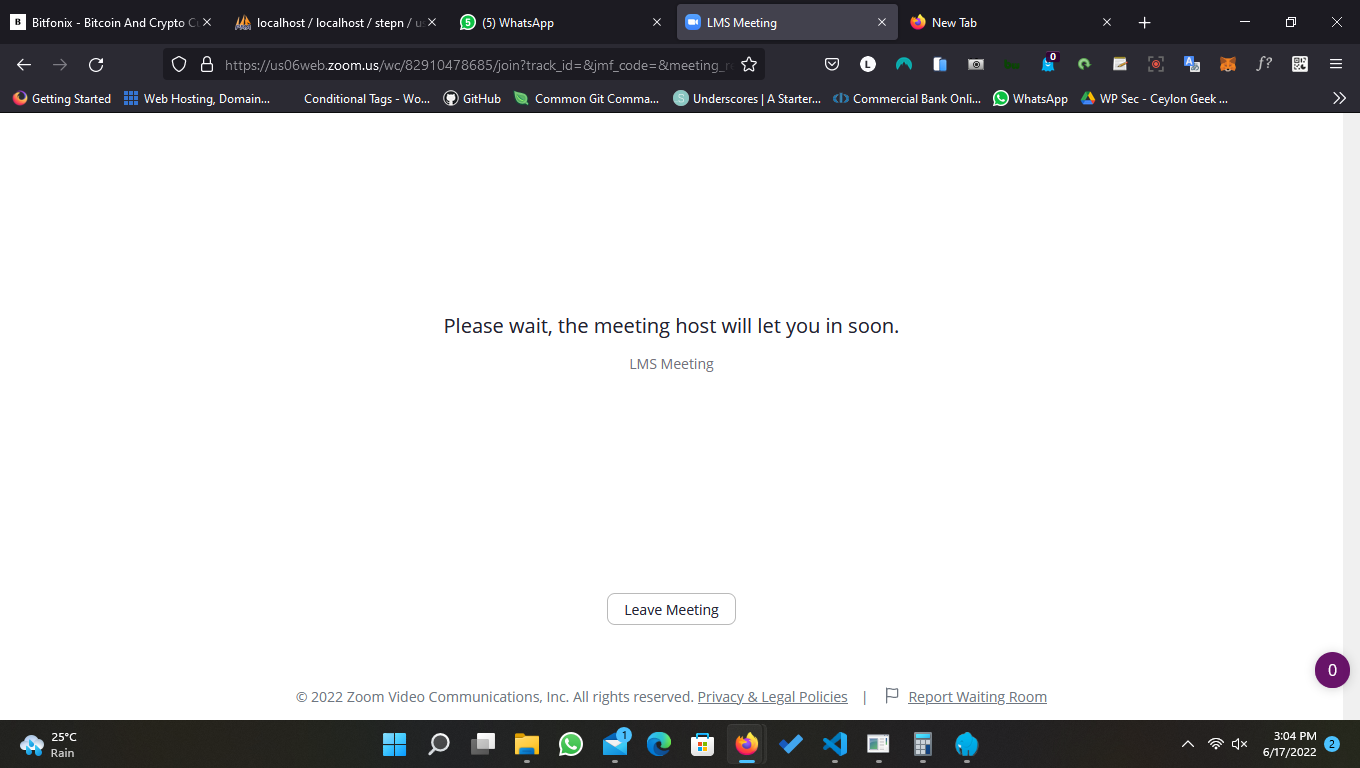 Bitfonix - Bitcoin And Crypto C
localhost / localhost / stepn / us
5
(5) WhatsApp
LMS Meeting
New Tab
https://us06web.zoom.us/wc/82910478685/join?track_id=&jmf_code=&meeting_r
L
0
f?
Getting Started
Web Hosting, Domain...
Conditional Tags - Wo...
GitHub
Common Git Comma...
S
Underscores | A Starter...
Commercial Bank Onli...
WhatsApp
WP Sec - Ceylon Geek ...
Please wait, the meeting host will let you in soon.
LMS Meeting
Leave Meeting
0
© 2022 Zoom Video Communications, Inc. All rights reserved. Privacy & Legal Policies | Report Waiting Room
25°C
Rain
1
3:04 PM
6/17/2022
2